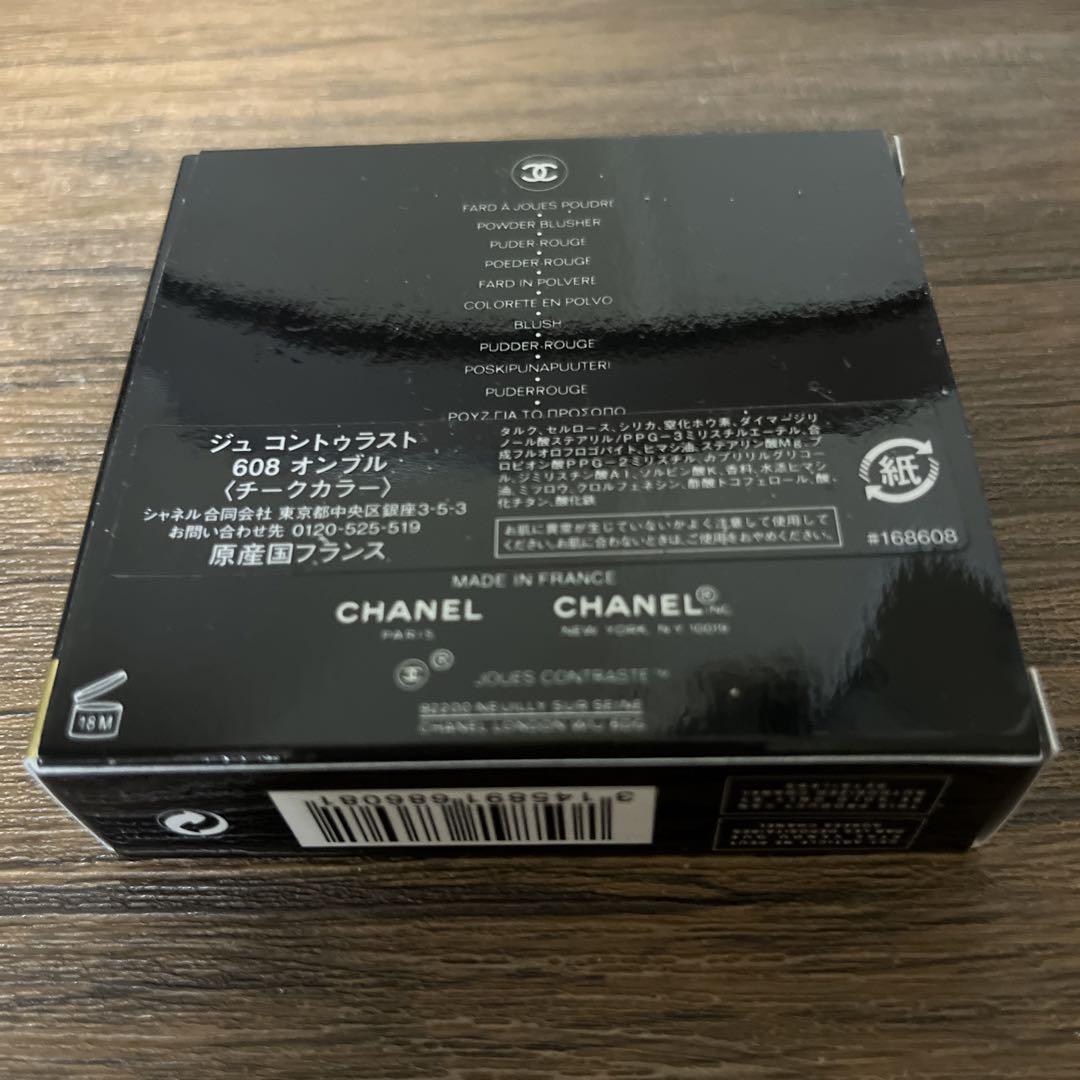 FARD À JOUES POUDRE
POWDER BLUSHER
PUDER-ROUGE
POEDER-ROUGE
FARD IN POLVERE
COLORETE EN POLVO
BLUSH
PUDDER-ROUGE
POSKIPUNAPUUTERI
PUDERROUGE
ΡΟΥΖ ΓΙΑ ΤΟ ΠΡΟΣΩΠΟ
ジュ コントゥラスト
608 オンブル
〈チークカラー〉
シャネル合同会社 東京都中央区銀座3-5-3
お問い合わせ先 0120-525-519
原産国フランス
タルク、セルロース、シリカ、窒化ホウ素、ダイマージリ
ノール酸ステアリル/PPG-3ミリスチルエーテル、合
成フルオロフロゴパイト、ヒマシ油、ステアリン酸Mg、プ
ロピオン酸PPG-2ミリスチル、カプリリルグリコー
ル、ジミリスチン酸Al、ソルビン酸K、香料、水添ヒマシ
油、ミツロウ、クロルフェネシン、酢酸トコフェロール、酸
化チタン、酸化鉄
お肌に異常が生じていないかよく注意して使用して
ください。お肌に合わないときは、ご使用をおやめください。
紙
#168608
MADE IN FRANCE
CHANEL
PARIS
CHANEL® INC
NEW YORK, N.Y. 10019
®
JOUES CONTRASTE™
92200 NEUILLY SUR SEINE
CHANEL LONDON
18M
3145891686081